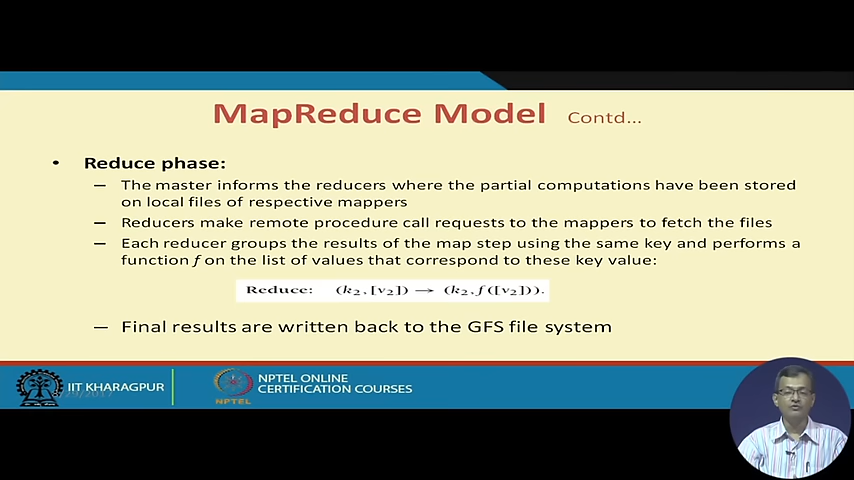 MapReduce Model Contd...
• Reduce phase:
– The master informs the reducers where the partial computations have been stored
on local files of respective mappers
– Reducers make remote procedure call requests to the mappers to fetch the files
– Each reducer groups the results of the map step using the same key and performs a
function f on the list of values that correspond to these key value:
Reduce: (k₂, [v₂]) → (k₂, f([v₂])).
– Final results are written back to the GFS file system
IIT KHARAGPUR
NPTEL
NPTEL ONLINE
CERTIFICATION COURSES